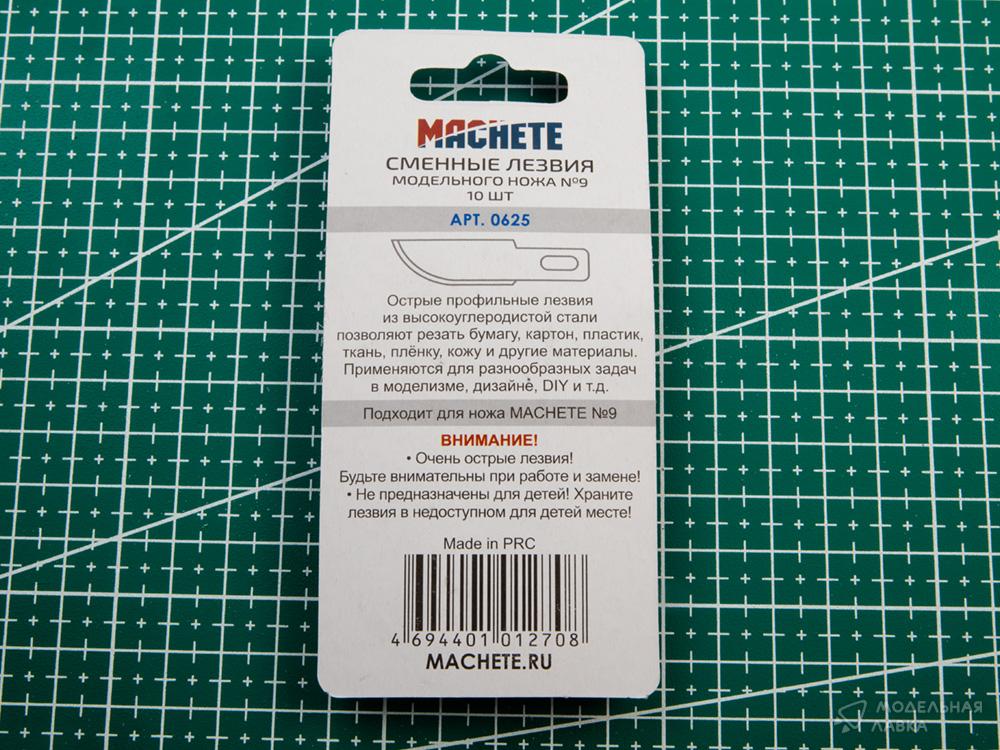 MACHETE
СМЕННЫЕ ЛЕЗВИЯ
МОДЕЛЬНОГО НОЖА №9
10 ШТ
АРТ. 0625
Острые профильные лезвия
из высокоуглеродистой стали
позволяют резать бумагу, картон, пластик,
ткань, плёнку, кожу и другие материалы.
Применяются для разнообразных задач
в моделизме, дизайне, DIY и т.д.
Подходит для ножа MACHETE №9
ВНИМАНИЕ!
• Очень острые лезвия!
Будьте внимательны при работе и замене!
• Не предназначены для детей! Храните
лезвия в недоступном для детей месте!
Made in PRC
4 694401 012708
MACHETE.RU
МОДЕЛЬНАЯ
ЛАВКА